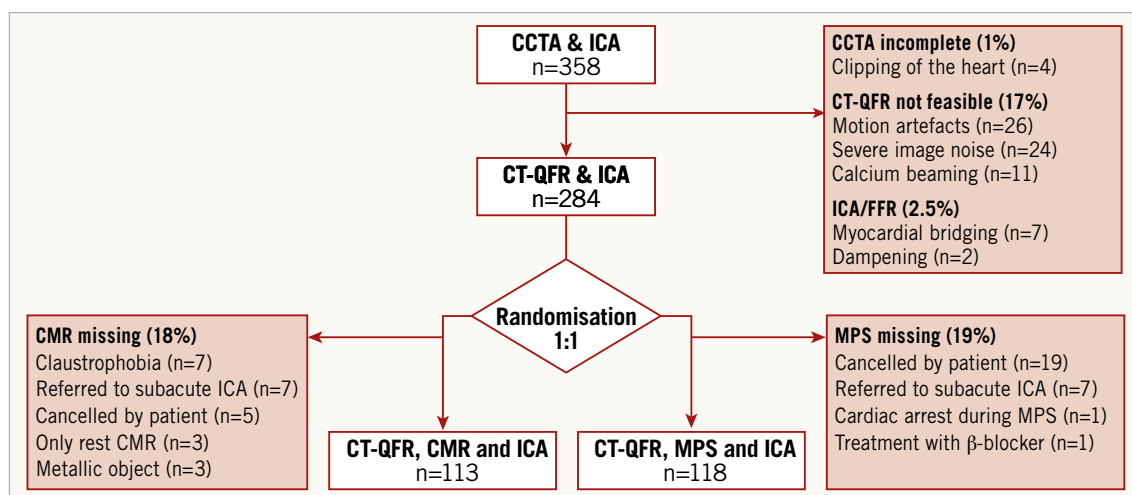 CCTA & ICA
n=358
CCTA incomplete (1%)
Clipping of the heart (n=4)
CT-QFR not feasible (17%)
Motion artefacts (n=26)
Severe image noise (n=24)
Calcium beaming (n=11)
ICA/FFR (2.5%)
Myocardial bridging (n=7)
Dampening (n=2)
CT-QFR & ICA
n=284
Randomisation
1:1
CMR missing (18%)
Claustrophobia (n=7)
Referred to subacute ICA (n=7)
Cancelled by patient (n=5)
Only rest CMR (n=3)
Metallic object (n=3)
MPS missing (19%)
Cancelled by patient (n=19)
Referred to subacute ICA (n=7)
Cardiac arrest during MPS (n=1)
Treatment with β-blocker (n=1)
CT-QFR, CMR and ICA
n=113
CT-QFR, MPS and ICA
n=118